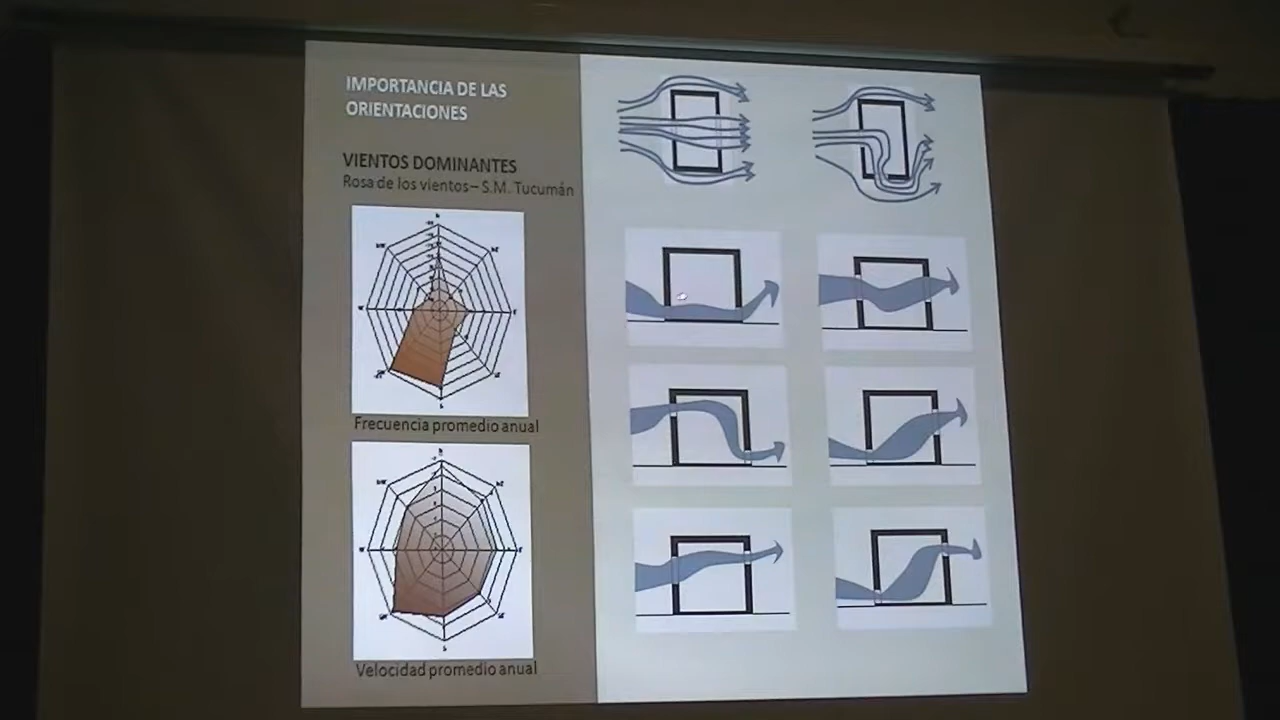 IMPORTANCIA DE LAS
ORIENTACIONES
VIENTOS DOMINANTES
Rosa de los vientos – S.M. Tucumán
Frecuencia promedio anual
Velocidad promedio anual